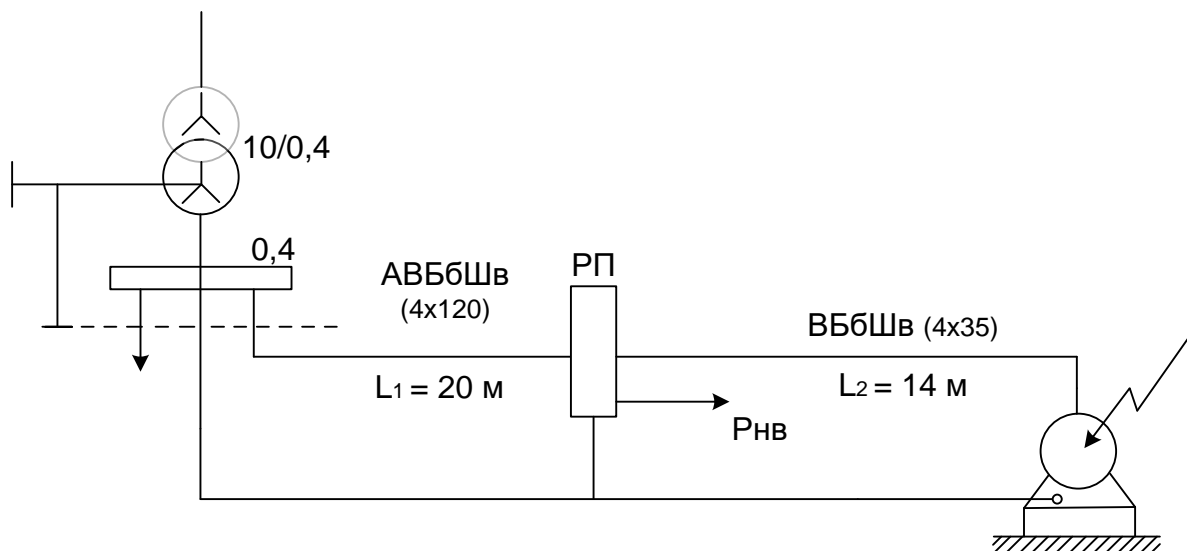 10/0,4
0,4
АВБбШв
(4х120)
РП
ВБбШв (4х35)
L1 = 20 м
L2 = 14 м
Рнв